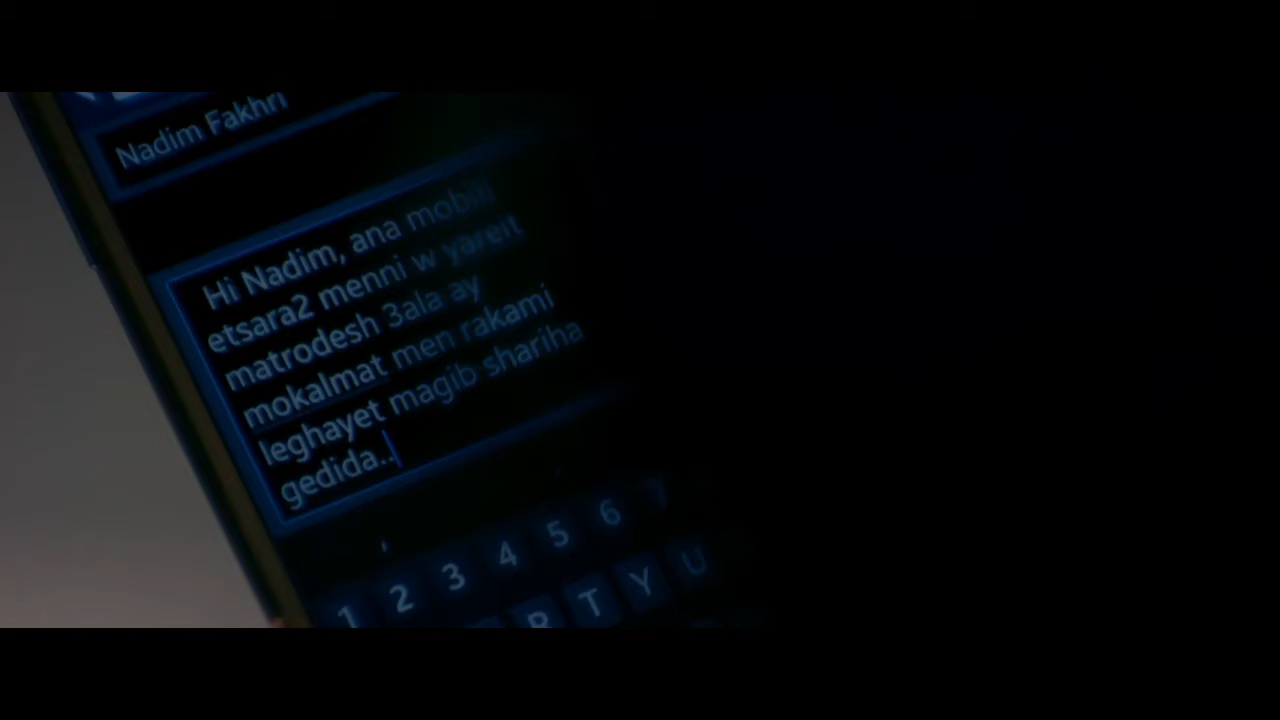 Nadim Fakhri
Hi Nadim, ana mobili
etsara2 menni w yareit
matrodesh 3ala ay
mokalmat men rakami
leghayet magib shariha
gedida..
1 2 3 4 5 6
R T Y U